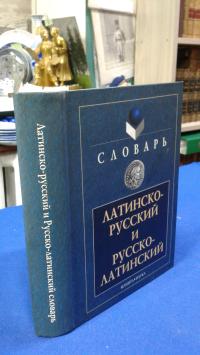 Латинско-русский и Русско-латинский словарь
СЛОВАРЬ
ЛАТИНСКО-
РУССКИЙ
И
РУССКО-
ЛАТИНСКИЙ